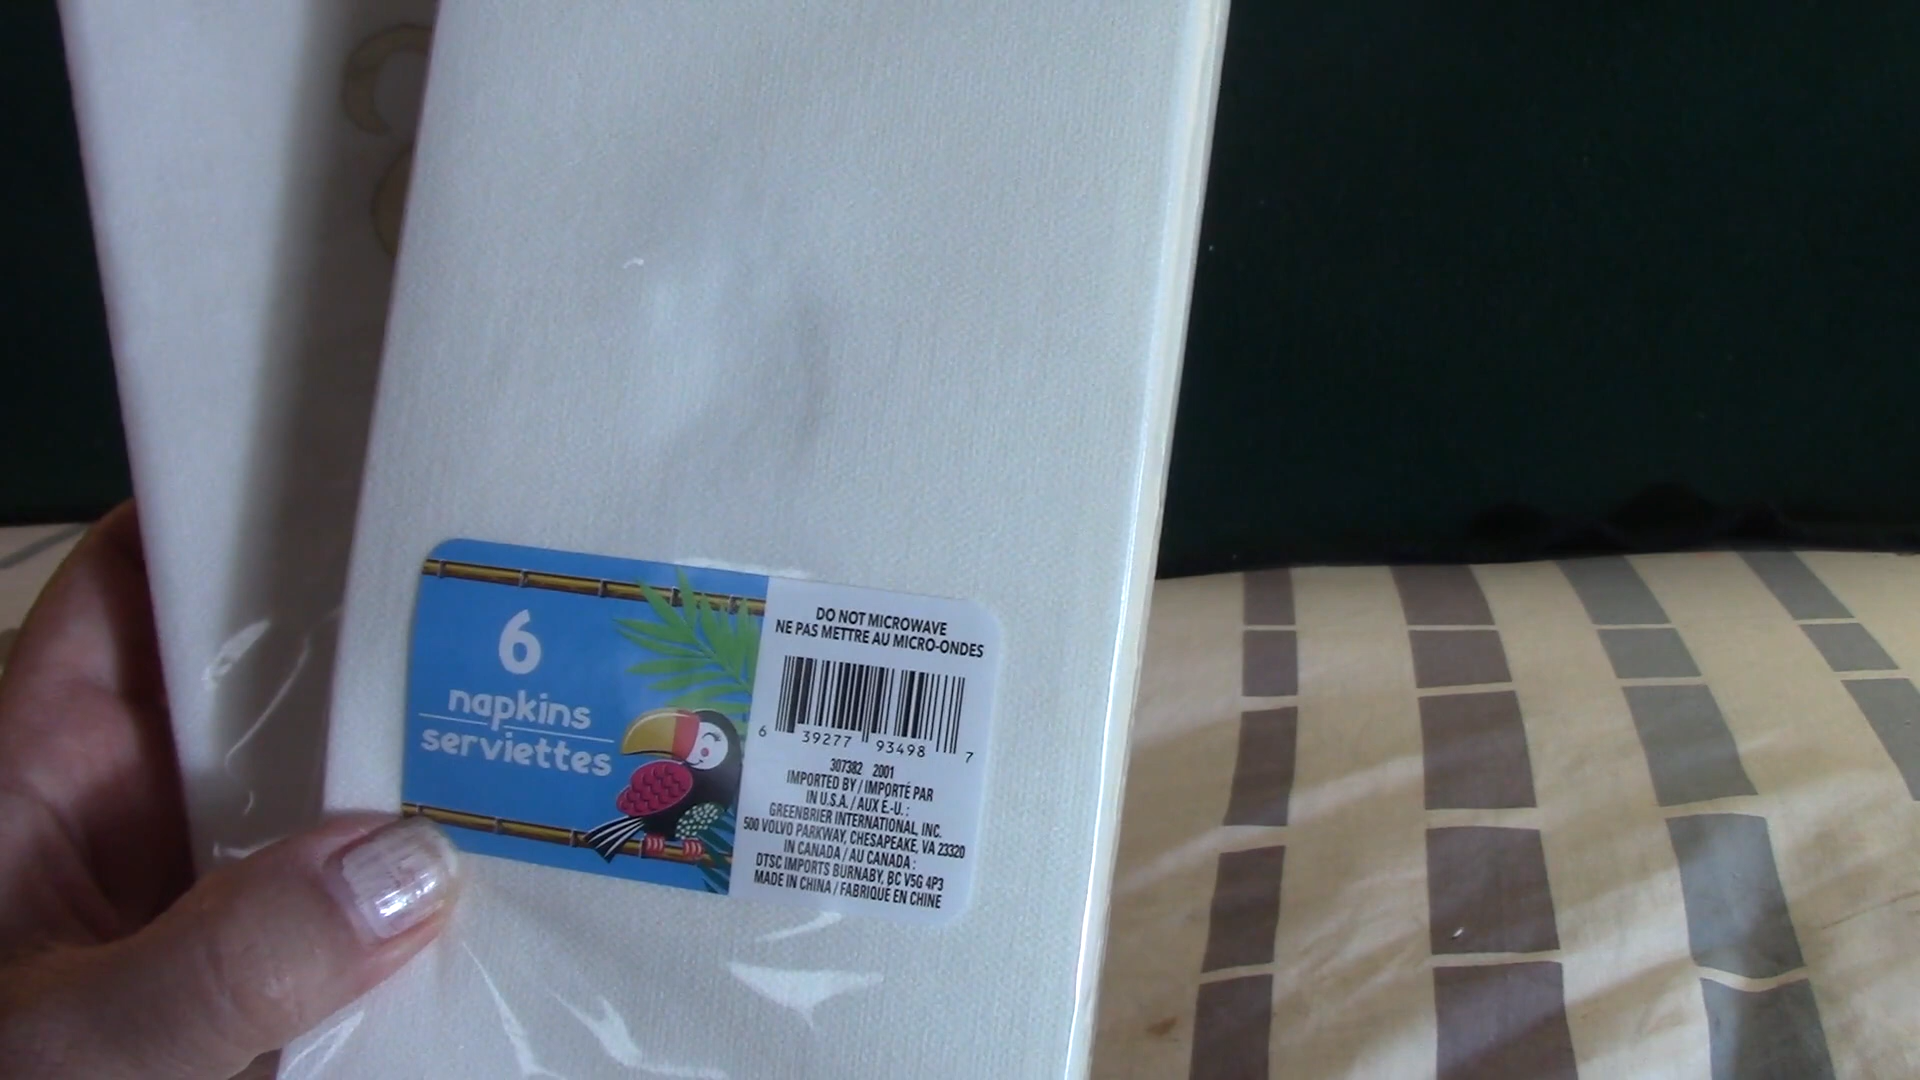 6
napkins
serviettes
DO NOT MICROWAVE
NE PAS METTRE AU MICRO-ONDES
6 39277 93498 7
307382 2001
IMPORTED BY / IMPORTÉ PAR
IN U.S.A. / AUX É.-U. :
GREENBRIER INTERNATIONAL, INC.
500 VOLVO PARKWAY, CHESAPEAKE, VA 23320
IN CANADA / AU CANADA :
DTSC IMPORTS BURNABY, BC V5G 4P3
MADE IN CHINA / FABRIQUÉ EN CHINE